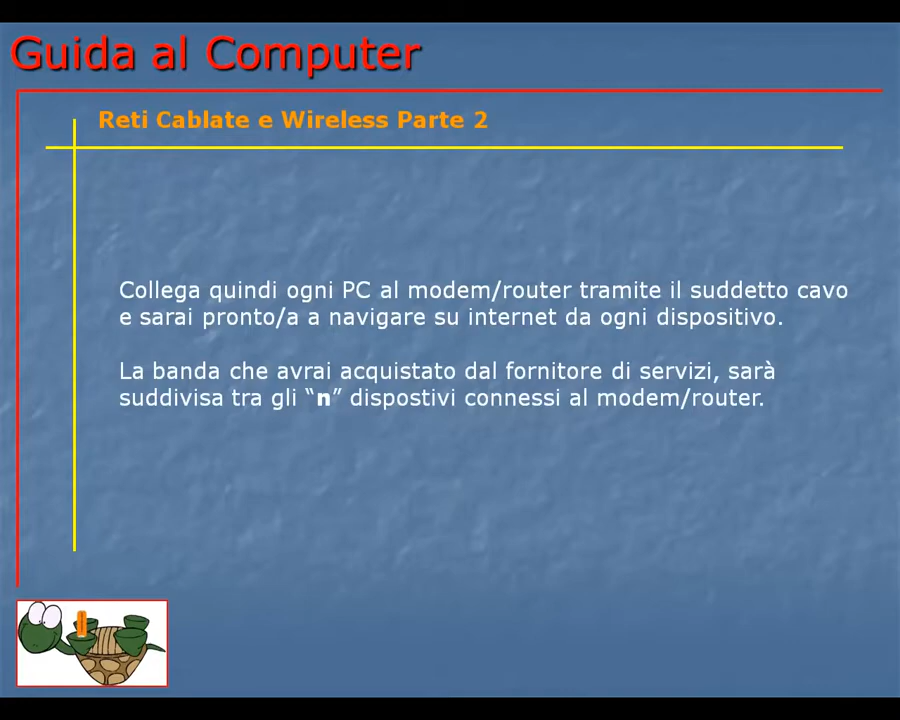 Guida al Computer
Reti Cablate e Wireless Parte 2
Collega quindi ogni PC al modem/router tramite il suddetto cavo
e sarai pronto/a a navigare su internet da ogni dispositivo.
La banda che avrai acquistato dal fornitore di servizi, sarà
suddivisa tra gli “n” dispostivi connessi al modem/router.